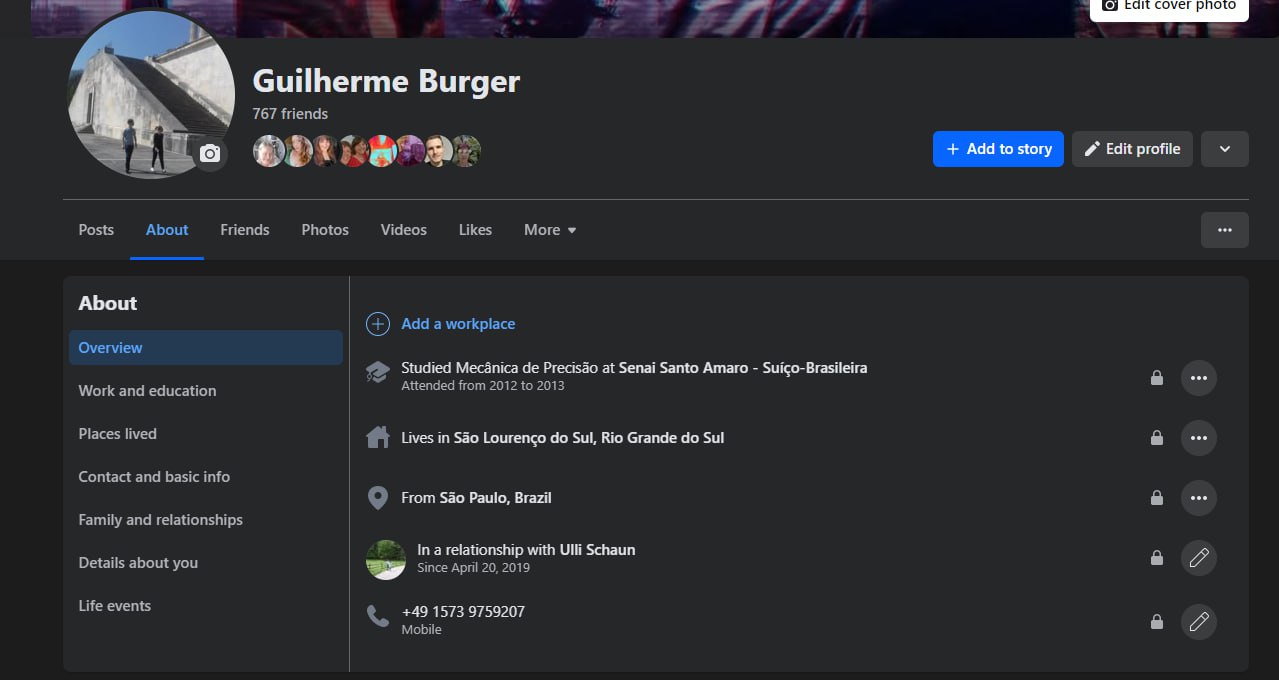 Edit cover photo
Guilherme Burger
767 friends
+ Add to story
Edit profile
Posts
About
Friends
Photos
Videos
Likes
More
About
Overview
Work and education
Places lived
Contact and basic info
Family and relationships
Details about you
Life events
Add a workplace
Studied Mecânica de Precisão at Senai Santo Amaro - Suíço-Brasileira
Attended from 2012 to 2013
Lives in São Lourenço do Sul, Rio Grande do Sul
From São Paulo, Brazil
In a relationship with Ulli Schaun
Since April 20, 2019
+49 1573 9759207
Mobile